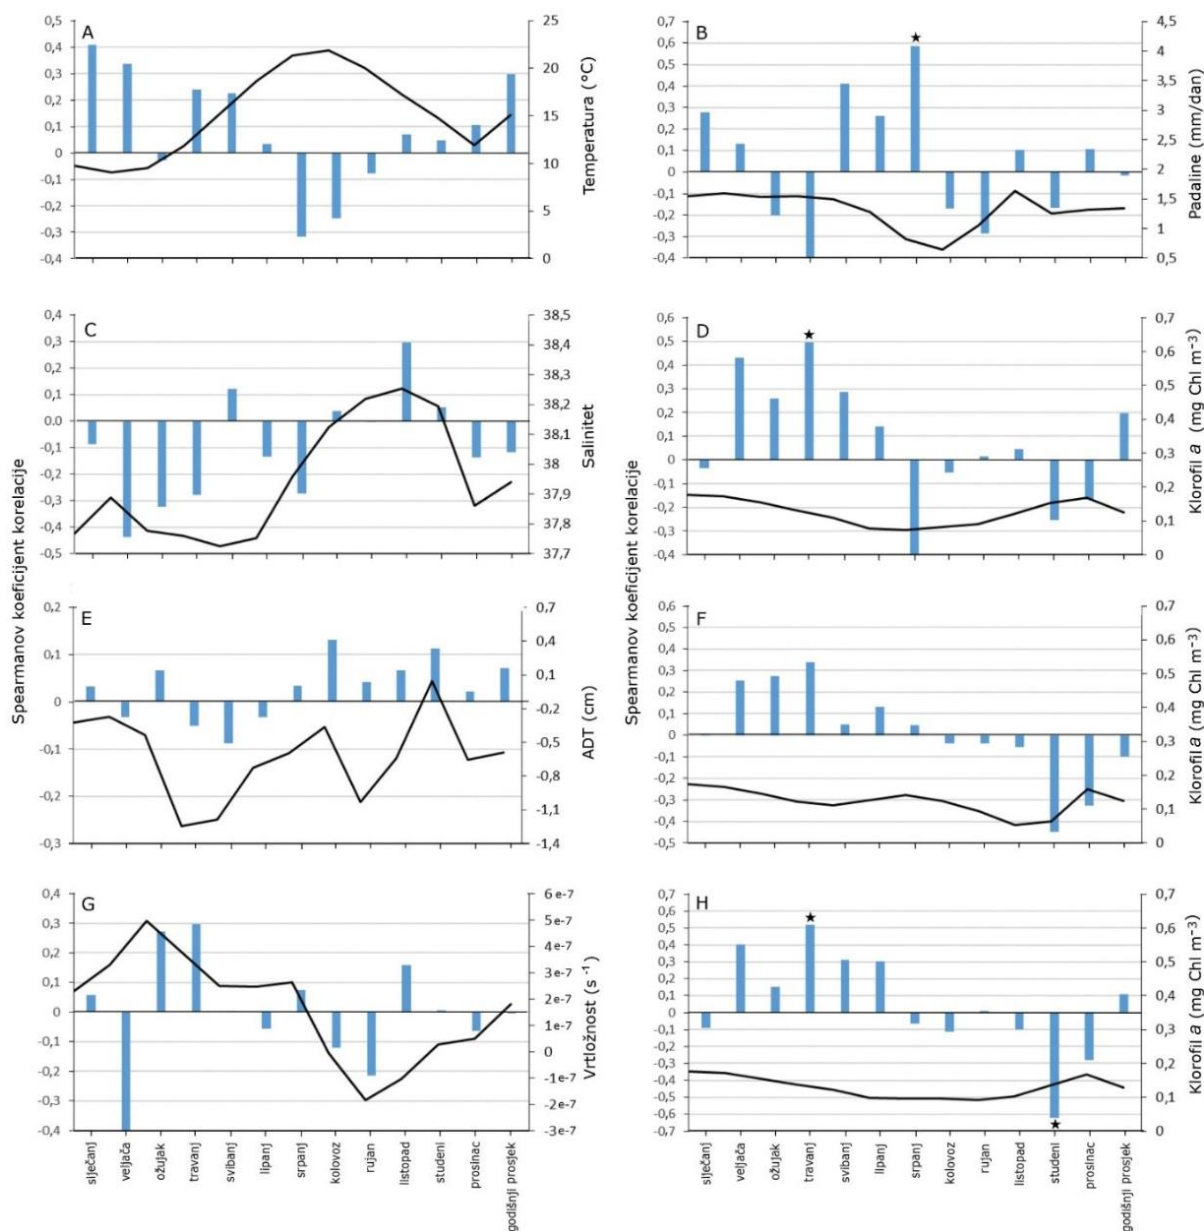 A
0,5
0,4
0,3
0,2
0,1
0
-0,1
-0,2
-0,3
-0,4
25
20
15
10
5
0
Temperatura (°C)
B
0,7
0,6
0,5
0,4
0,3
0,2
0,1
0
-0,1
-0,2
-0,3
-0,4
4,5
4
3,5
3
2,5
2
1,5
1
0,5
Padaline (mm/dan)
Spearmanov koeficijent korelacije
C
0,4
0,3
0,2
0,1
0.0
-0,1
-0,2
-0,3
-0,4
-0,5
38,5
38,4
38,3
38,2
38,1
38
37,9
37,8
37,7
Salinitet
Spearmanov koeficijent korelacije
D
0,6
0,5
0,4
0,3
0,2
0,1
0
-0,1
-0,2
-0,3
-0,4
0,7
0,6
0,5
0,4
0,3
0,2
0,1
0
Klorofil a (mg Chl m⁻³)
E
0,2
0,1
0
-0,1
-0,2
-0,3
0,7
0,4
0,1
-0,2
-0,5
-0,8
-1,1
-1,4
ADT (cm)
F
0,6
0,5
0,4
0,3
0,2
0,1
0
-0,1
-0,2
-0,3
-0,4
-0,5
0,7
0,6
0,5
0,4
0,3
0,2
0,1
0
Klorofil a (mg Chl m⁻³)
G
0,4
0,3
0,2
0,1
0
-0,1
-0,2
-0,3
-0,4
6e-7
5e-7
4e-7
3e-7
2e-7
1e-7
0
-1e-7
-2e-7
-3e-7
Vrtložnost (s⁻¹)
siječanj
veljača
ožujak
travanj
svibanj
lipanj
srpanj
kolovoz
rujan
listopad
studeni
prosinac
godišnji prosjek
H
0,7
0,6
0,5
0,4
0,3
0,2
0,1
0
-0,1
-0,2
-0,3
-0,4
-0,5
-0,6
-0,7
0,7
0,6
0,5
0,4
0,3
0,2
0,1
0
Klorofil a (mg Chl m⁻³)
siječanj
veljača
ožujak
travanj
svibanj
lipanj
srpanj
kolovoz
rujan
listopad
studeni
prosinac
godišnji prosjek